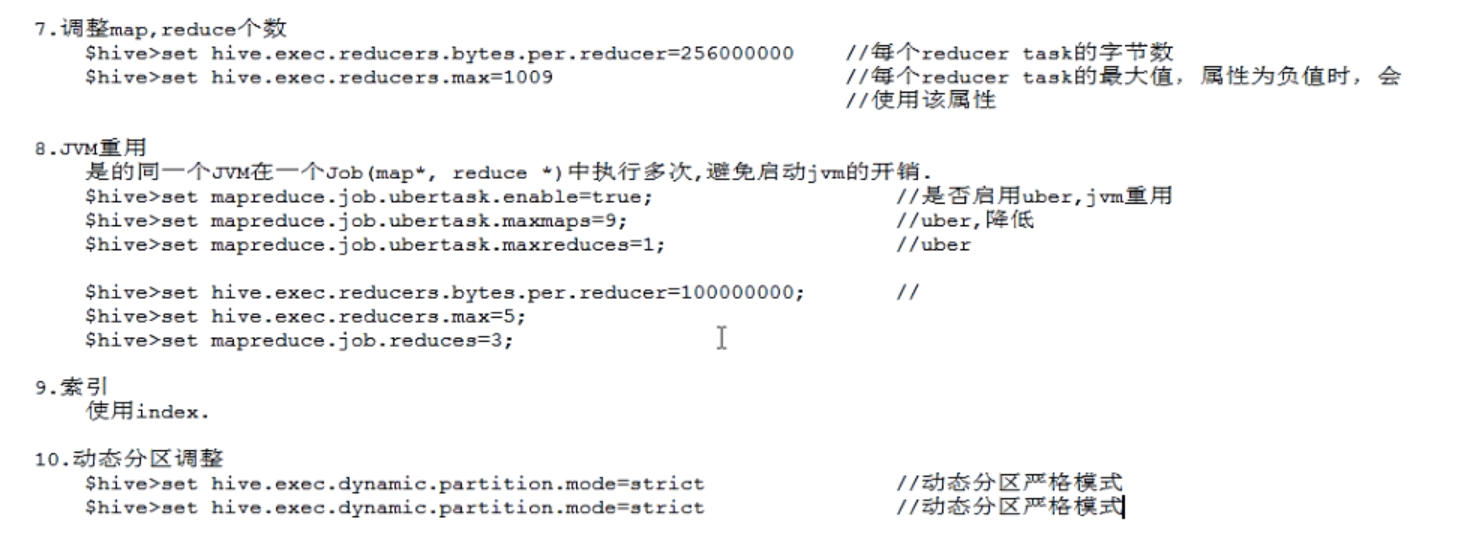 7.调整map,reduce个数
$hive>set hive.exec.reducers.bytes.per.reducer=256000000 //每个reducer task的字节数
$hive>set hive.exec.reducers.max=1009 //每个reducer task的最大值，属性为负值时，会
//使用该属性
8.JVM重用
是的同一个JVM在一个Job(map*, reduce *)中执行多次,避免启动jvm的开销.
$hive>set mapreduce.job.ubertask.enable=true; //是否启用uber,jvm重用
$hive>set mapreduce.job.ubertask.maxmaps=9; //uber,降低
$hive>set mapreduce.job.ubertask.maxreduces=1; //uber
$hive>set hive.exec.reducers.bytes.per.reducer=100000000; //
$hive>set hive.exec.reducers.max=5;
$hive>set mapreduce.job.reduces=3;
9.索引
使用index.
10.动态分区调整
$hive>set hive.exec.dynamic.partition.mode=strict //动态分区严格模式
$hive>set hive.exec.dynamic.partition.mode=strict //动态分区严格模式